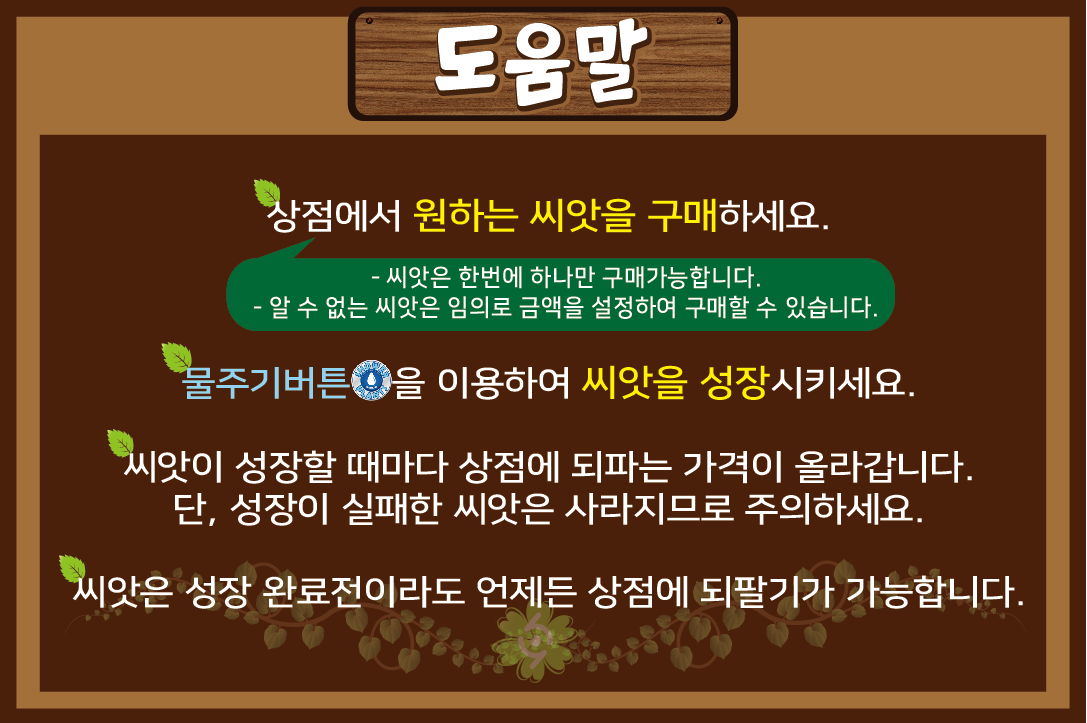 도움말
상점에서 원하는 씨앗을 구매하세요.
- 씨앗은 한번에 하나만 구매가능합니다.
- 알 수 없는 씨앗은 임의로 금액을 설정하여 구매할 수 있습니다.
물주기버튼을 이용하여 씨앗을 성장시키세요.
씨앗이 성장할 때마다 상점에 되파는 가격이 올라갑니다.
단, 성장이 실패한 씨앗은 사라지므로 주의하세요.
씨앗은 성장 완료전이라도 언제든 상점에 되팔기가 가능합니다.